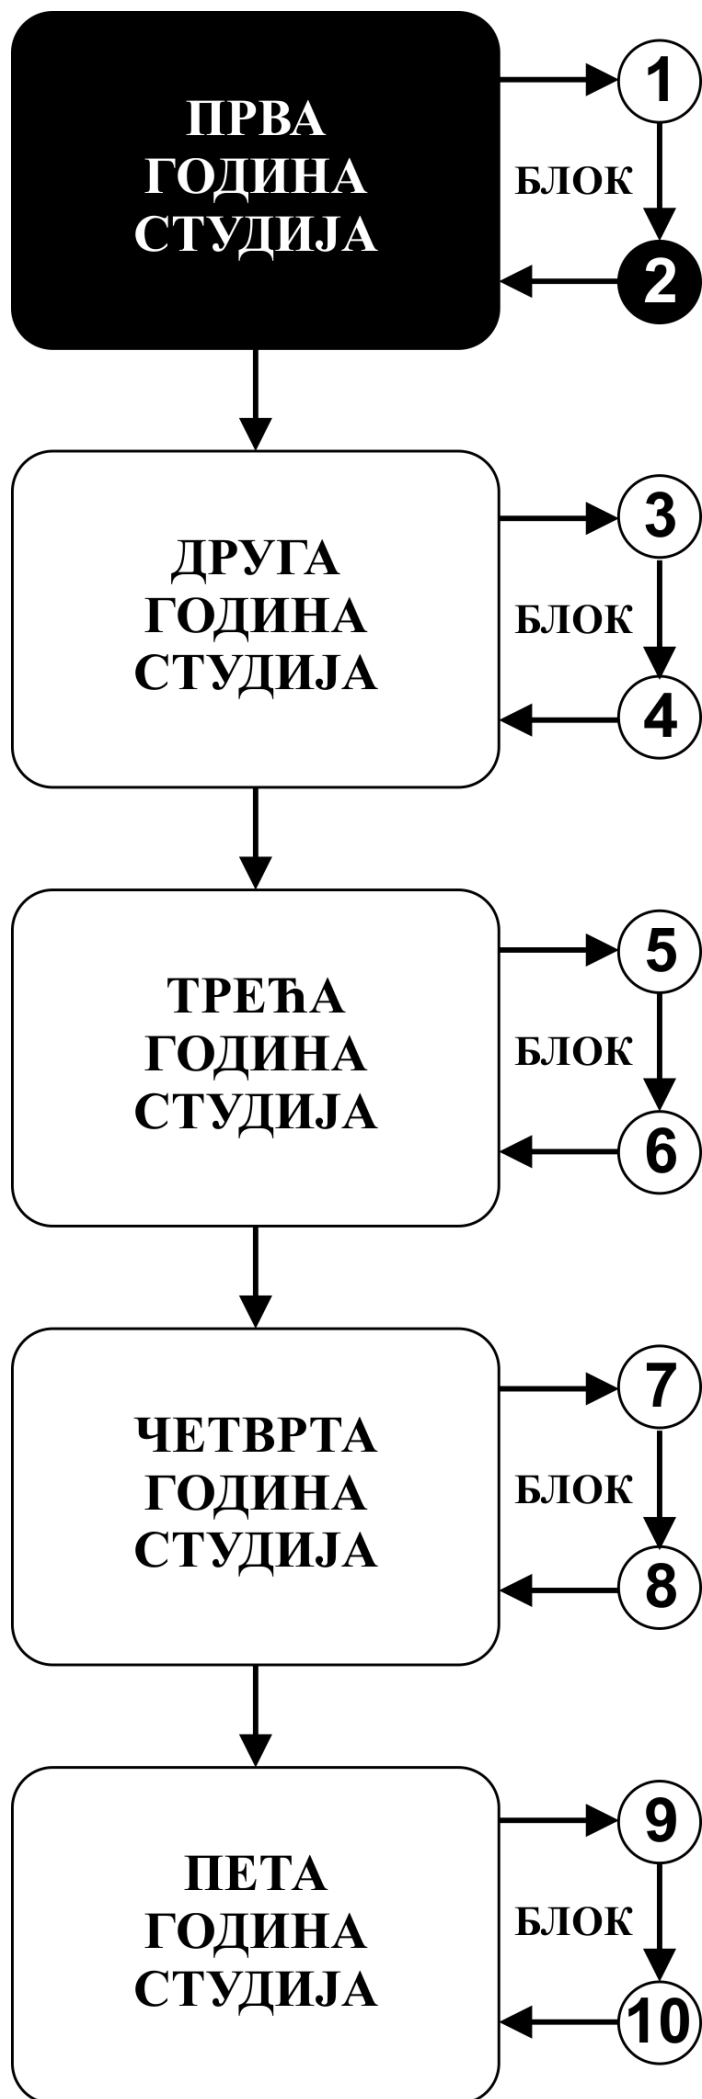 ПРВА
ГОДИНА
СТУДИЈА
1
БЛОК
2
ДРУГА
ГОДИНА
СТУДИЈА
3
БЛОК
4
ТРЕЋА
ГОДИНА
СТУДИЈА
5
БЛОК
6
ЧЕТВРТА
ГОДИНА
СТУДИЈА
7
БЛОК
8
ПЕТА
ГОДИНА
СТУДИЈА
9
БЛОК
10